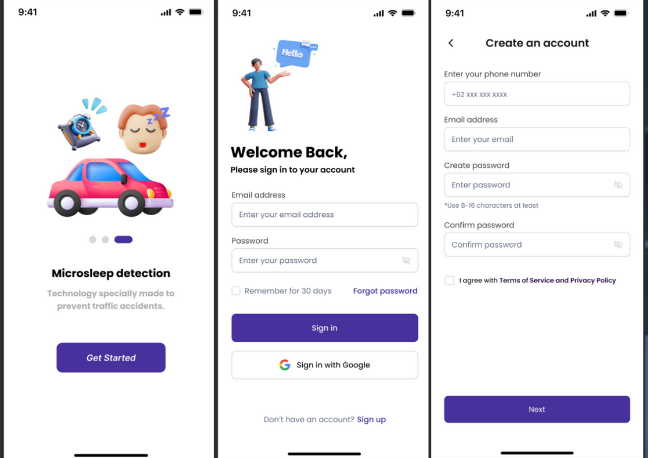 9:41
Microsleep detection
Technology specially made to
prevent traffic accidents.
Get Started
9:41
Hello
Welcome Back,
Please sign in to your account
Email address
Enter your email address
Password
Enter your password
Remember for 30 days Forgot password
Sign in
Sign in with Google
Don't have an account? Sign up
9:41
Create an account
Enter your phone number
+62 xxx xxx xxxx
Email address
Enter your email
Create password
Enter password
*Use 8-16 characters at least
Confirm password
Confirm password
I agree with Terms of Service and Privacy Policy
Next